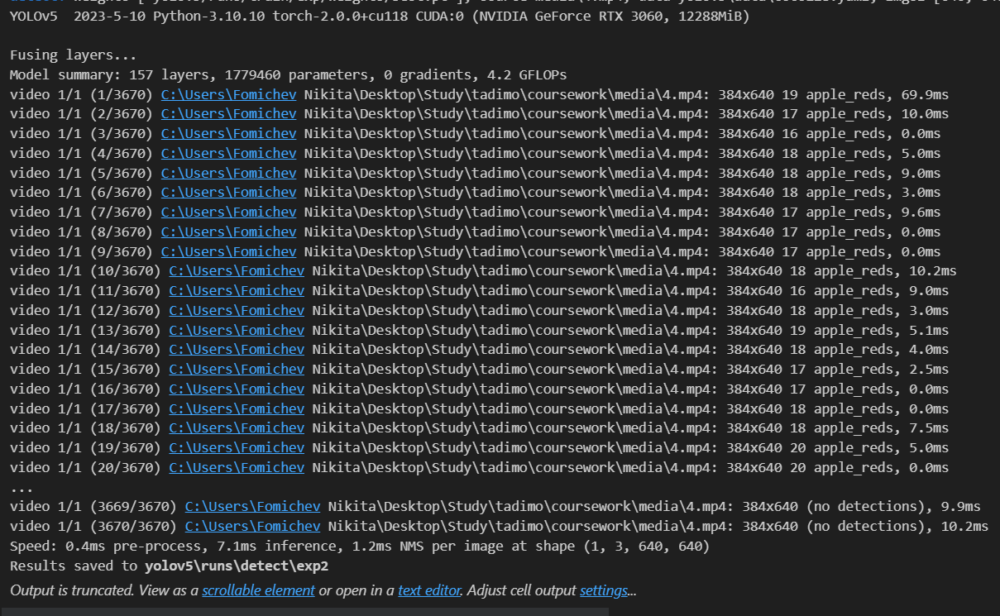 YOLOv5 2023-5-10 Python-3.10.10 torch-2.0.0+cu118 CUDA:0 (NVIDIA GeForce RTX 3060, 12288MiB)
Fusing layers...
Model summary: 157 layers, 1779460 parameters, 0 gradients, 4.2 GFLOPs
video 1/1 (1/3670) C:\Users\Fomichev Nikita\Desktop\Study\tadimo\coursework\media\4.mp4: 384x640 19 apple_reds, 69.9ms
video 1/1 (2/3670) C:\Users\Fomichev Nikita\Desktop\Study\tadimo\coursework\media\4.mp4: 384x640 17 apple_reds, 10.0ms
video 1/1 (3/3670) C:\Users\Fomichev Nikita\Desktop\Study\tadimo\coursework\media\4.mp4: 384x640 16 apple_reds, 0.0ms
video 1/1 (4/3670) C:\Users\Fomichev Nikita\Desktop\Study\tadimo\coursework\media\4.mp4: 384x640 18 apple_reds, 5.0ms
video 1/1 (5/3670) C:\Users\Fomichev Nikita\Desktop\Study\tadimo\coursework\media\4.mp4: 384x640 18 apple_reds, 9.0ms
video 1/1 (6/3670) C:\Users\Fomichev Nikita\Desktop\Study\tadimo\coursework\media\4.mp4: 384x640 18 apple_reds, 3.0ms
video 1/1 (7/3670) C:\Users\Fomichev Nikita\Desktop\Study\tadimo\coursework\media\4.mp4: 384x640 17 apple_reds, 9.6ms
video 1/1 (8/3670) C:\Users\Fomichev Nikita\Desktop\Study\tadimo\coursework\media\4.mp4: 384x640 17 apple_reds, 0.0ms
video 1/1 (9/3670) C:\Users\Fomichev Nikita\Desktop\Study\tadimo\coursework\media\4.mp4: 384x640 17 apple_reds, 0.0ms
video 1/1 (10/3670) C:\Users\Fomichev Nikita\Desktop\Study\tadimo\coursework\media\4.mp4: 384x640 18 apple_reds, 10.2ms
video 1/1 (11/3670) C:\Users\Fomichev Nikita\Desktop\Study\tadimo\coursework\media\4.mp4: 384x640 16 apple_reds, 9.0ms
video 1/1 (12/3670) C:\Users\Fomichev Nikita\Desktop\Study\tadimo\coursework\media\4.mp4: 384x640 18 apple_reds, 3.0ms
video 1/1 (13/3670) C:\Users\Fomichev Nikita\Desktop\Study\tadimo\coursework\media\4.mp4: 384x640 19 apple_reds, 5.1ms
video 1/1 (14/3670) C:\Users\Fomichev Nikita\Desktop\Study\tadimo\coursework\media\4.mp4: 384x640 18 apple_reds, 4.0ms
video 1/1 (15/3670) C:\Users\Fomichev Nikita\Desktop\Study\tadimo\coursework\media\4.mp4: 384x640 17 apple_reds, 2.5ms
video 1/1 (16/3670) C:\Users\Fomichev Nikita\Desktop\Study\tadimo\coursework\media\4.mp4: 384x640 17 apple_reds, 0.0ms
video 1/1 (17/3670) C:\Users\Fomichev Nikita\Desktop\Study\tadimo\coursework\media\4.mp4: 384x640 18 apple_reds, 0.0ms
video 1/1 (18/3670) C:\Users\Fomichev Nikita\Desktop\Study\tadimo\coursework\media\4.mp4: 384x640 18 apple_reds, 7.5ms
video 1/1 (19/3670) C:\Users\Fomichev Nikita\Desktop\Study\tadimo\coursework\media\4.mp4: 384x640 20 apple_reds, 5.0ms
video 1/1 (20/3670) C:\Users\Fomichev Nikita\Desktop\Study\tadimo\coursework\media\4.mp4: 384x640 20 apple_reds, 0.0ms
...
video 1/1 (3669/3670) C:\Users\Fomichev Nikita\Desktop\Study\tadimo\coursework\media\4.mp4: 384x640 (no detections), 9.9ms
video 1/1 (3670/3670) C:\Users\Fomichev Nikita\Desktop\Study\tadimo\coursework\media\4.mp4: 384x640 (no detections), 10.2ms
Speed: 0.4ms pre-process, 7.1ms inference, 1.2ms NMS per image at shape (1, 3, 640, 640)
Results saved to yolov5\runs\detect\exp2
Output is truncated. View as a scrollable element or open in a text editor. Adjust cell output settings...